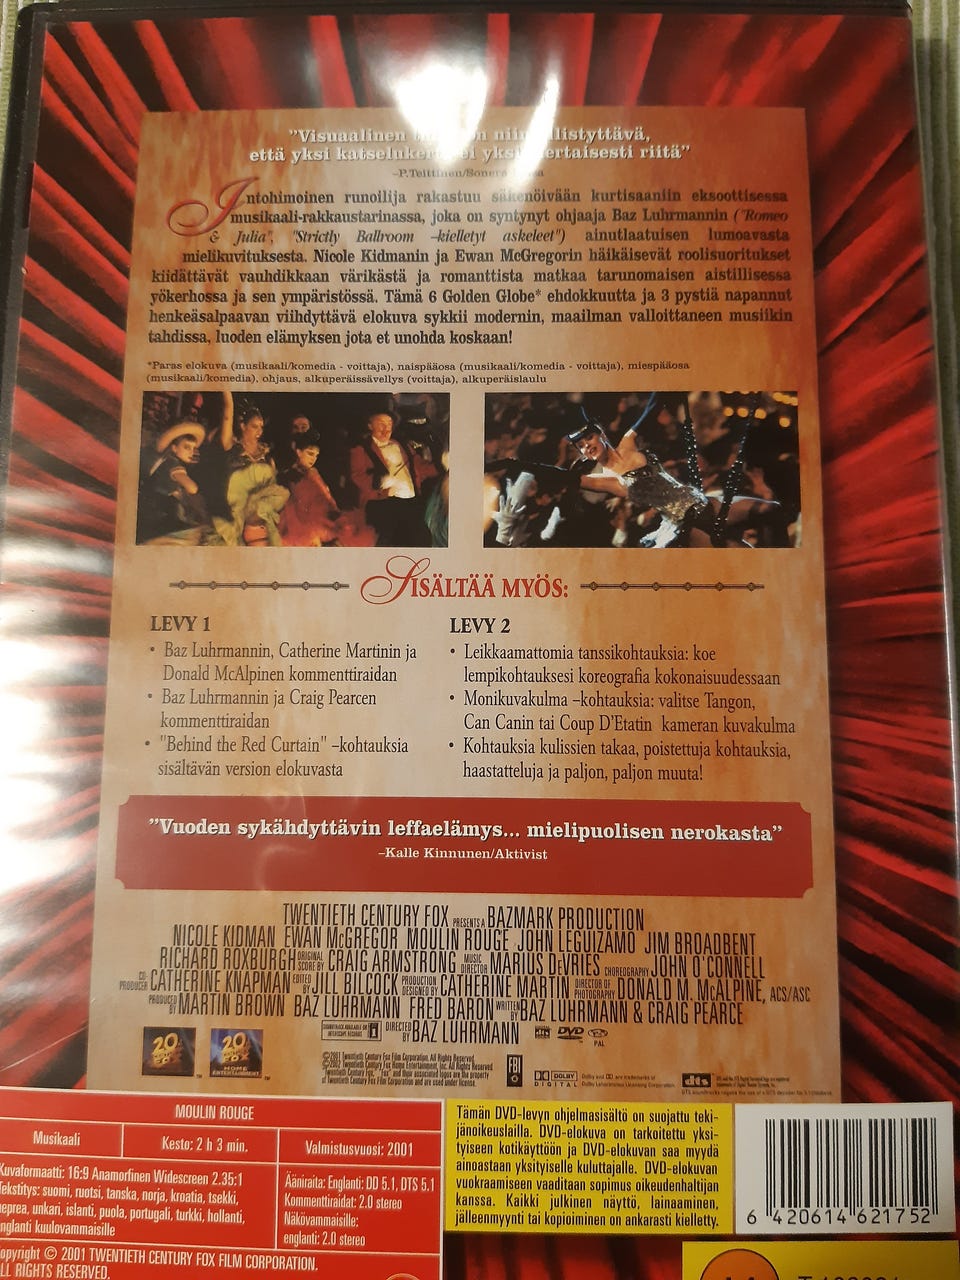 "Visuaalinen
että yksi katselukerta ei yksinkertaisesti riitä"
Intohimoinen runoilija rakastuu säkenöivään kurtisaaniin eksoottisessa
musikaali-rakkaustarinassa, joka on syntynyt ohjaaja Baz Luhrmannin ("Romeo
& Julia", "Strictly Ballroom –kielletyt askeleet") ainutlaatuisen lumoavasta
mielikuvituksesta. Nicole Kidmanin ja Ewan McGregorin häikäisevät roolisuoritukset
kiidättävät vauhdikkaan värikästä ja romanttista matkaa tarunomaisen aistillisessa
yökerhossa ja sen ympäristössä. Tämä 6 Golden Globe* ehdokkuutta ja 3 pystiä napannut
henkeäsalpaavan viihdyttävä elokuva sykkii modernin, maailman valloittaneen musiikin
tahdissa, luoden elämyksen jota et unohda koskaan!
*Paras elokuva (musikaali/komedia - voittaja), naispääosa (musikaali/komedia - voittaja), miespääosa
(musikaali/komedia), ohjaus, alkuperäissävellys (voittaja), alkuperäislaulu
SISÄLTÄÄ MYÖS:
LEVY 1
• Baz Luhrmannin, Catherine Martinin ja
Donald McAlpinen kommenttiraidan
• Baz Luhrmannin ja Craig Pearcen
kommenttiraidan
• "Behind the Red Curtain" –kohtauksia
sisältävän version elokuvasta
LEVY 2
• Leikkaamattomia tanssikohtauksia: koe
lempikohtauksesi koreografia kokonaisuudessaan
• Monikuvakulma –kohtauksia: valitse Tangon,
Can Canin tai Coup D'Etatin kameran kuvakulma
• Kohtauksia kulissien takaa, poistettuja kohtauksia,
haastatteluja ja paljon, paljon muuta!
"Vuoden sykähdyttävin leffaelämys... mielipuolisen nerokasta"
–Kalle Kinnunen/Aktivist
TWENTIETH CENTURY FOX PRESENTS A BAZMARK PRODUCTION
NICOLE KIDMAN EWAN McGREGOR MOULIN ROUGE JOHN LEGUIZAMO JIM BROADBENT
RICHARD ROXBURGH ORIGINAL SCORE BY CRAIG ARMSTRONG MUSIC DIRECTOR MARIUS DeVRIES CHOREOGRAPHY JOHN O'CONNELL
CO-PRODUCER CATHERINE KNAPMAN EDITED BY JILL BILCOCK PRODUCTION DESIGNED BY CATHERINE MARTIN DIRECTOR OF PHOTOGRAPHY DONALD M. McALPINE, ACS/ASC
PRODUCED BY MARTIN BROWN BAZ LUHRMANN FRED BARON WRITTEN BY BAZ LUHRMANN & CRAIG PEARCE
DIRECTED BY BAZ LUHRMANN
DVD
PAL
20
20
HOME ENTERTAINMENT
FBI
DOLBY
DIGITAL
dts
MOULIN ROUGE
Musikaali
Kesto: 2 h 3 min.
Valmistusvuosi: 2001
Kuvaformaatti: 16:9 Anamorfinen Widescreen 2.35:1
Tekstitys: suomi, ruotsi, tanska, norja, kroatia, tsekki,
heprea, unkari, islanti, puola, portugali, turkki, hollanti,
englanti kuulovammaisille
Ääniraita: Englanti: DD 5.1, DTS 5.1
Kommenttiraidat: 2.0 stereo
Näkövammaisille:
englanti: 2.0 stereo
Copyright © 2001 TWENTIETH CENTURY FOX FILM CORPORATION.
ALL RIGHTS RESERVED.
Tämän DVD-levyn ohjelmasisältö on suojattu teki-
jänoikeuslailla. DVD-elokuva on tarkoitettu yksi-
tyiseen kotikäyttöön ja DVD-elokuvan saa myydä
ainoastaan yksityiselle kuluttajalle. DVD-elokuvan
vuokraamiseen vaaditaan sopimus oikeudenhaltijan
kanssa. Kaikki julkinen näyttö, lainaaminen,
jälleenmyynti tai kopioiminen on ankarasti kielletty.
6 420614 621752